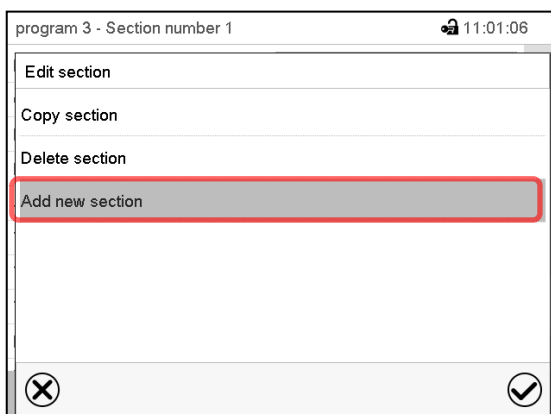 program 3 - Section number 1 11:01:06
Edit section
Copy section
Delete section
Add new section